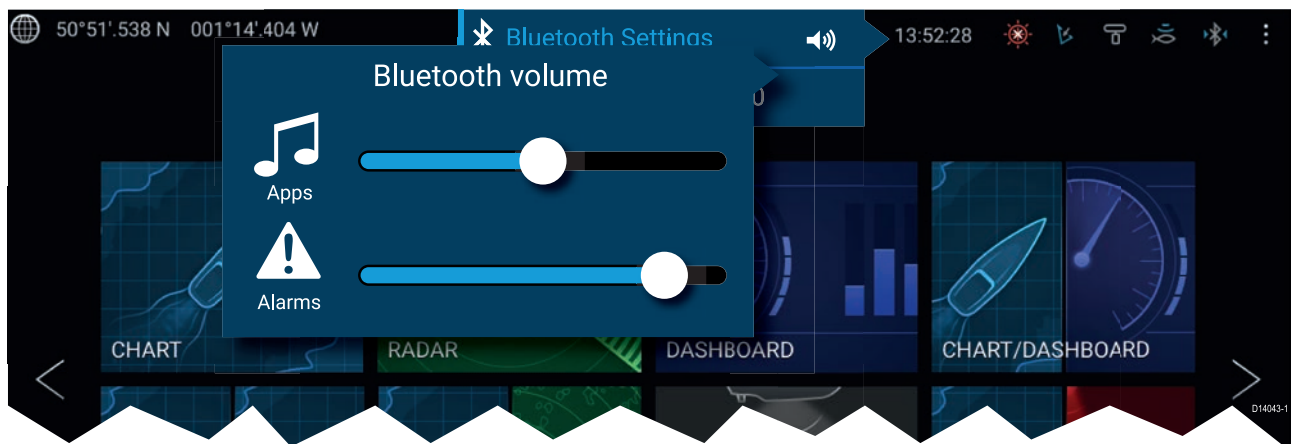 50°51'.538 N 001°14'.404 W
Bluetooth Settings
13:52:28
Bluetooth volume
Apps
Alarms
CHART
RADAR
DASHBOARD
CHART/DASHBOARD
D14043-1